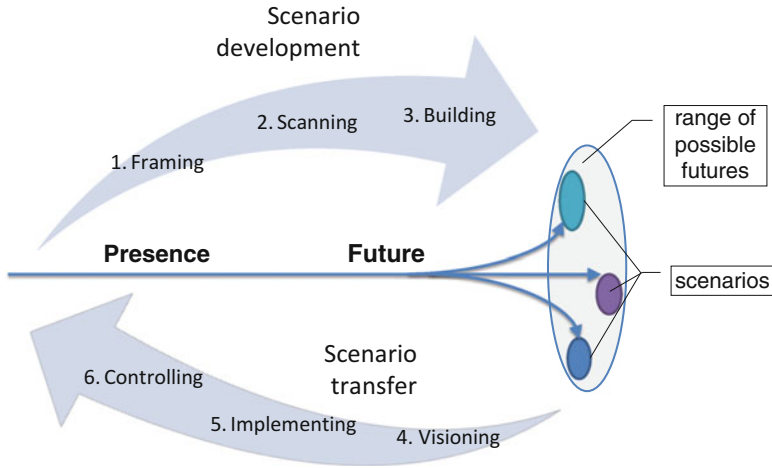 Scenario
development
3. Building
2. Scanning
1. Framing
range of
possible
futures
Presence
Future
scenarios
Scenario
transfer
6. Controlling
5. Implementing
4. Visioning